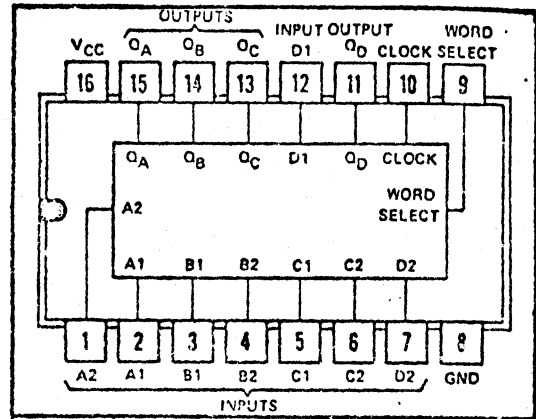 OUTPUTS INPUT OUTPUT WORD
VCC QA QB QC D1 QD CLOCK SELECT
16 15 14 13 12 11 10 9
QA QB QC D1 QD CLOCK
A2 WORD
SELECT
A1 B1 B2 C1 C2 D2
1 2 3 4 5 6 7 8
A2 A1 B1 B2 C1 C2 D2 GND
INPUTS